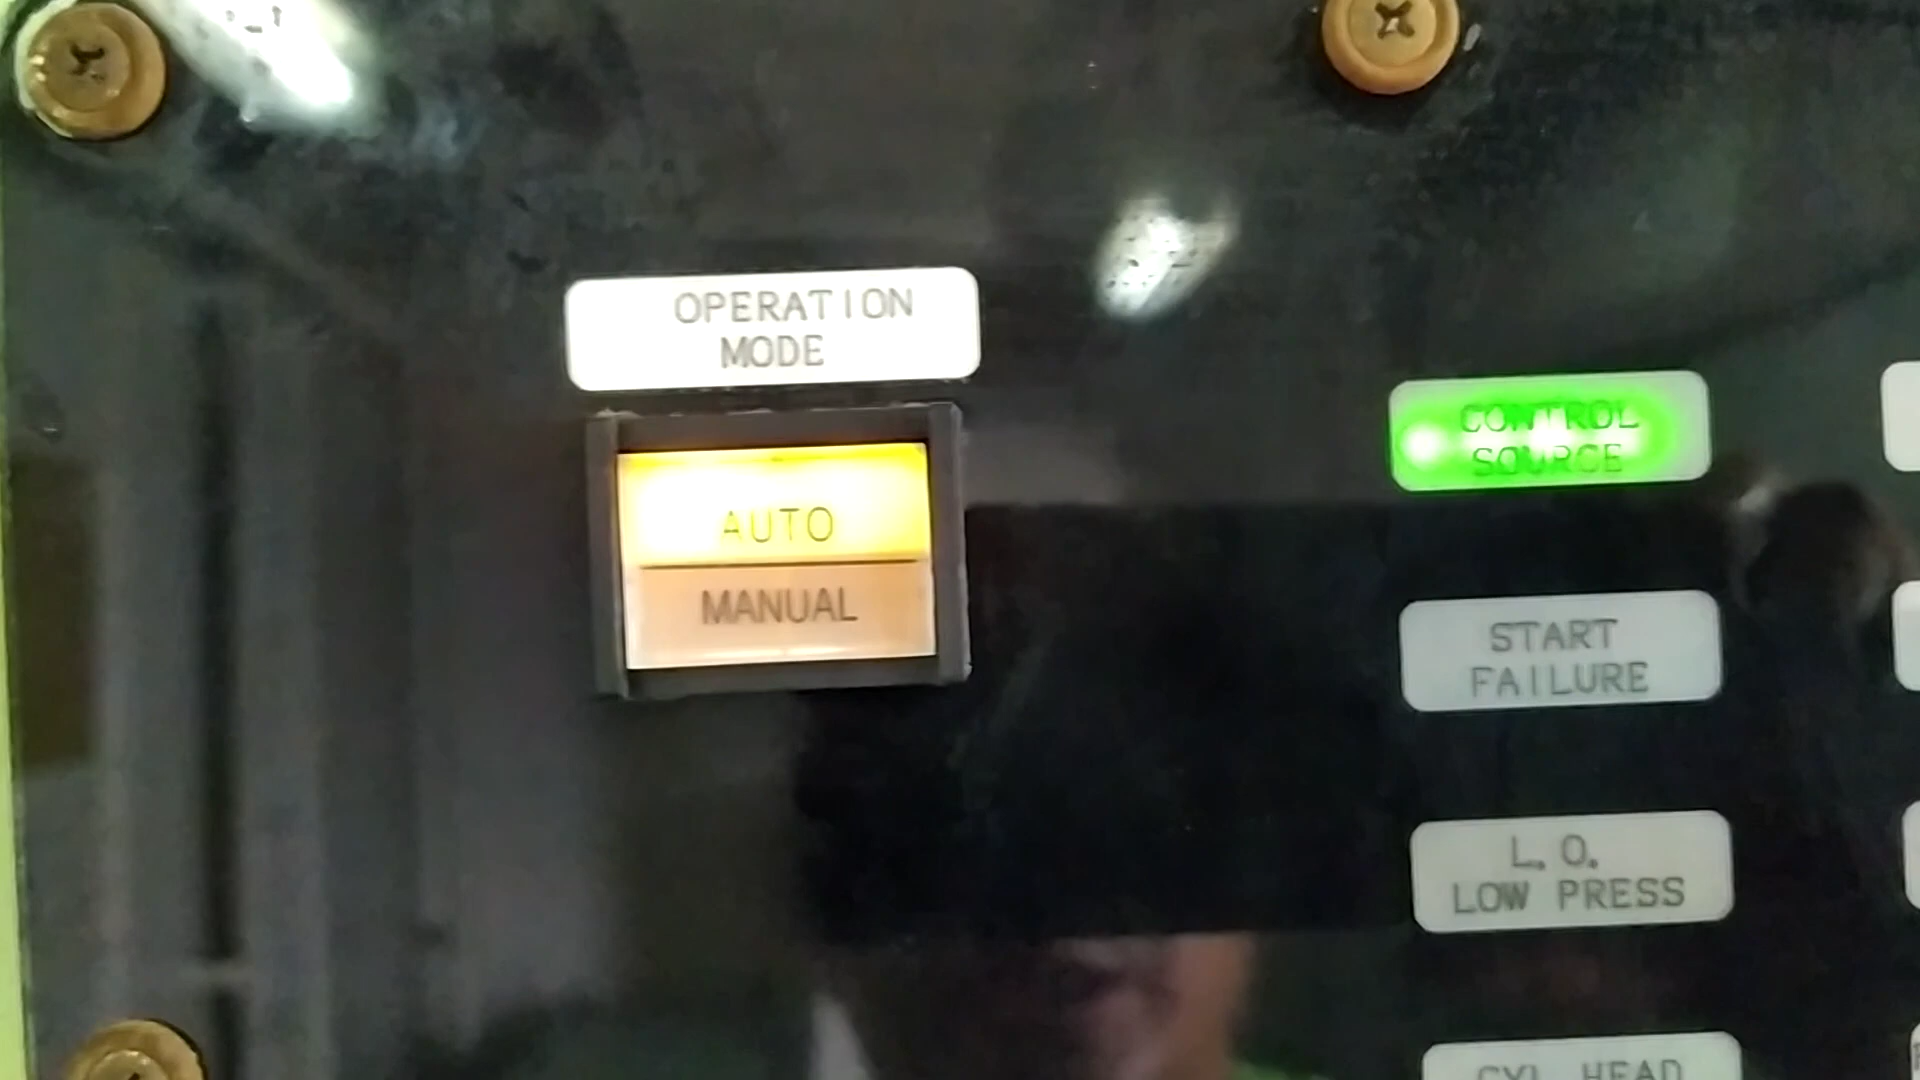 OPERATION
MODE
AUTO
MANUAL
CONTROL
SOURCE
START
FAILURE
L.O.
LOW PRESS
CYL HEAD